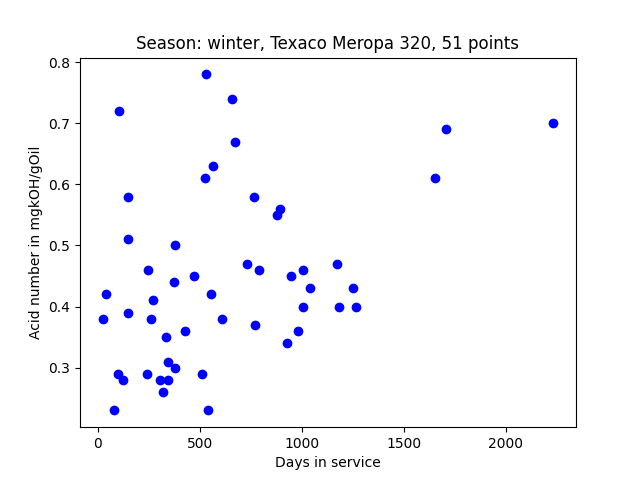 Season: winter, Texaco Meropa 320, 51 points
Acid number in mgKOH/gOil
0.8
0.7
0.6
0.5
0.4
0.3
0 500 1000 1500 2000
Days in service